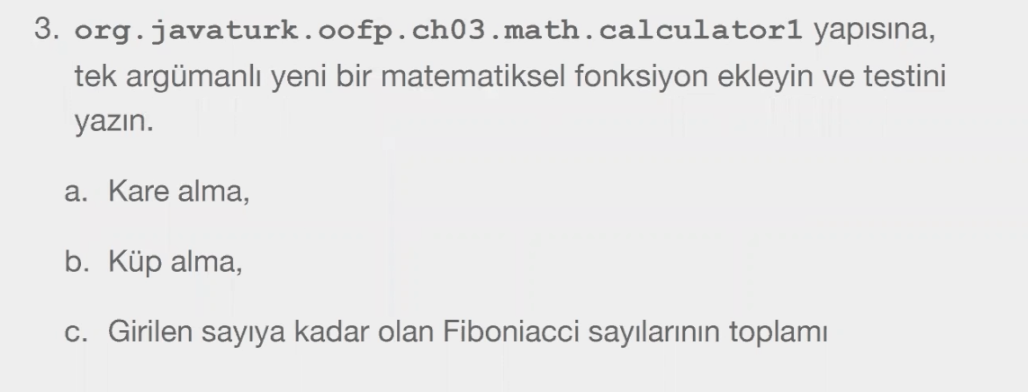 3. org.javaturk.oofp.ch03.math.calculator1 yapısına,
tek argümanlı yeni bir matematiksel fonksiyon ekleyin ve testini
yazın.
a. Kare alma,
b. Küp alma,
c. Girilen sayıya kadar olan Fiboniacci sayılarının toplamı